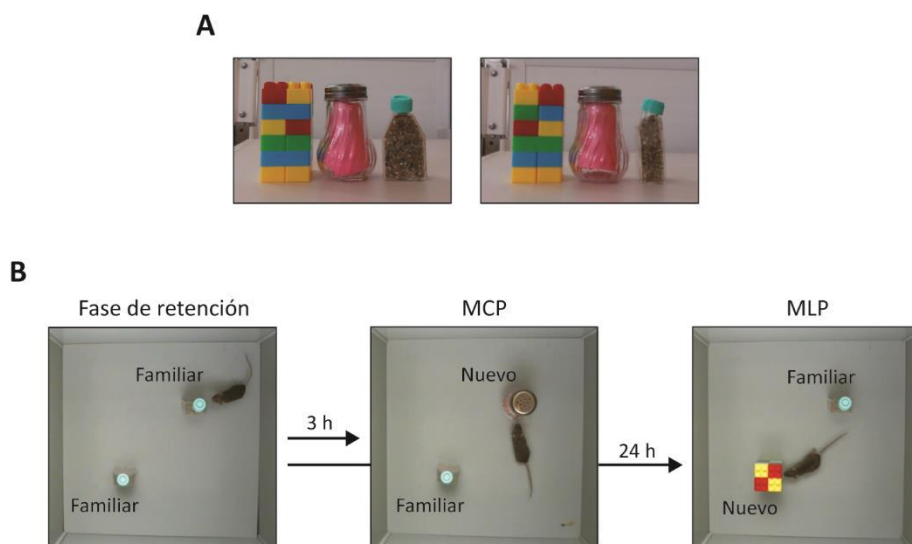 A
B
Fase de retención
MCP
MLP
Familiar
Familiar
3 h
Nuevo
Familiar
24 h
Familiar
Nuevo